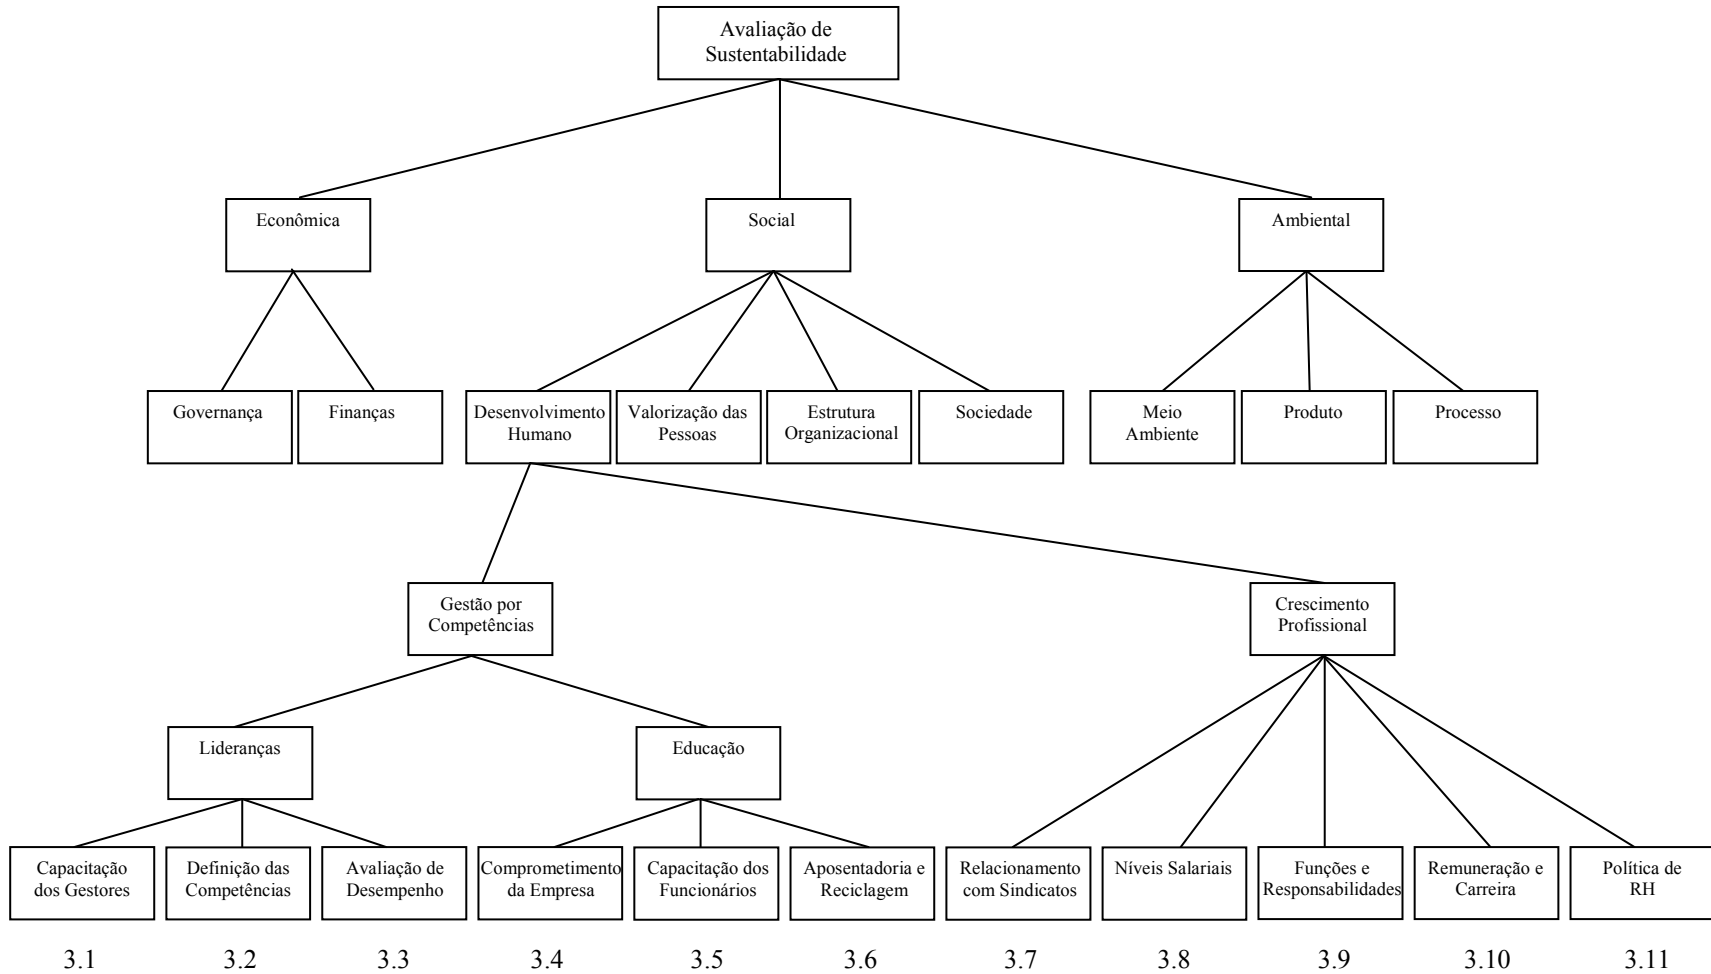 Avaliação de
Sustentabilidade
Econômica
Social
Ambiental
Governança
Finanças
Desenvolvimento
Humano
Valorização das
Pessoas
Estrutura
Organizacional
Sociedade
Meio
Ambiente
Produto
Processo
Gestão por
Competências
Crescimento
Profissional
Lideranças
Educação
Capacitação
dos Gestores
Definição das
Competências
Avaliação de
Desempenho
Comprometimento
da Empresa
Capacitação dos
Funcionários
Aposentadoria e
Reciclagem
Relacionamento
com Sindicatos
Níveis Salariais
Funções e
Responsabilidades
Remuneração e
Carreira
Política de
RH
3.1
3.2
3.3
3.4
3.5
3.6
3.7
3.8
3.9
3.10
3.11